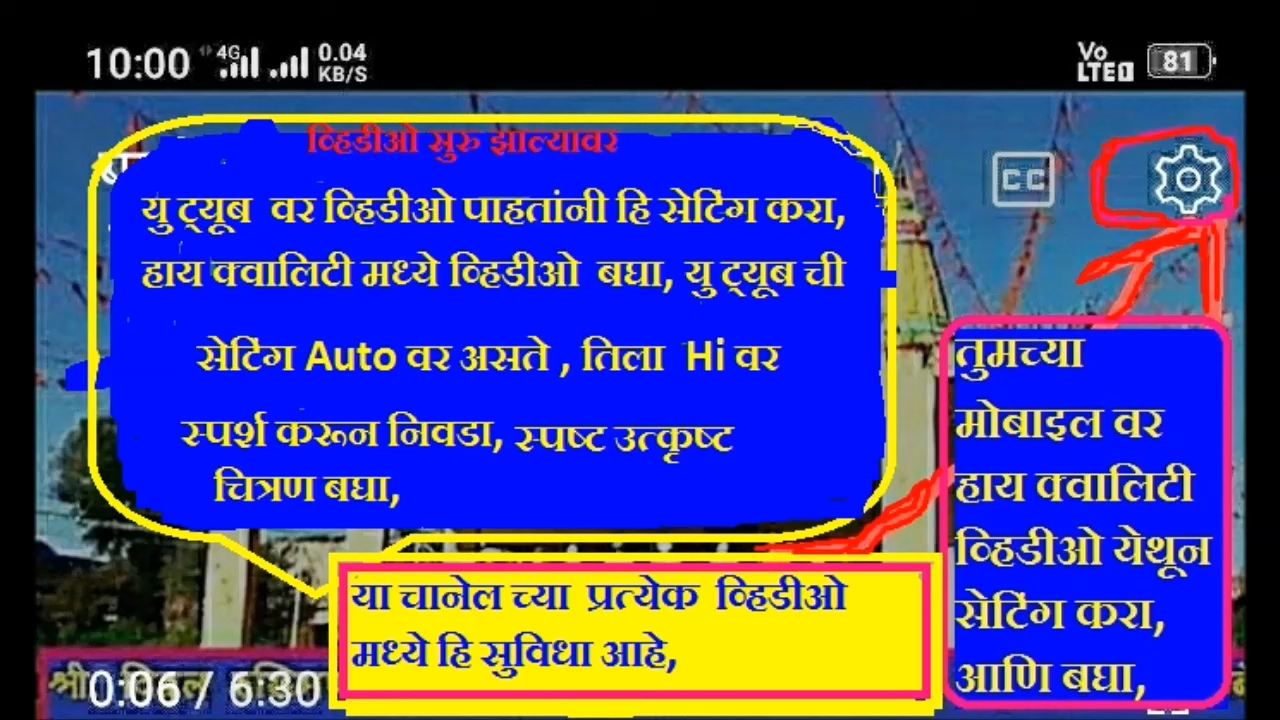 10:00 4G 0.04 KB/S
Vo LTE 81
व्हिडीओ सुरु झाल्यावर
यु ट्यूब वर व्हिडीओ पाहतांनी हि सेटिंग करा,
हाय क्वालिटी मध्ये व्हिडीओ बघा, यु ट्यूब ची
सेटिंग Auto वर असते , तिला Hi वर
स्पर्श करून निवडा, स्पष्ट उत्कृष्ट
चित्रण बघा,
CC
तुमच्या
मोबाइल वर
हाय क्वालिटी
व्हिडीओ येथून
सेटिंग करा,
आणि बघा,
या चानेल च्या प्रत्येक व्हिडीओ
मध्ये हि सुविधा आहे,
श्री
0:06 / 6:30